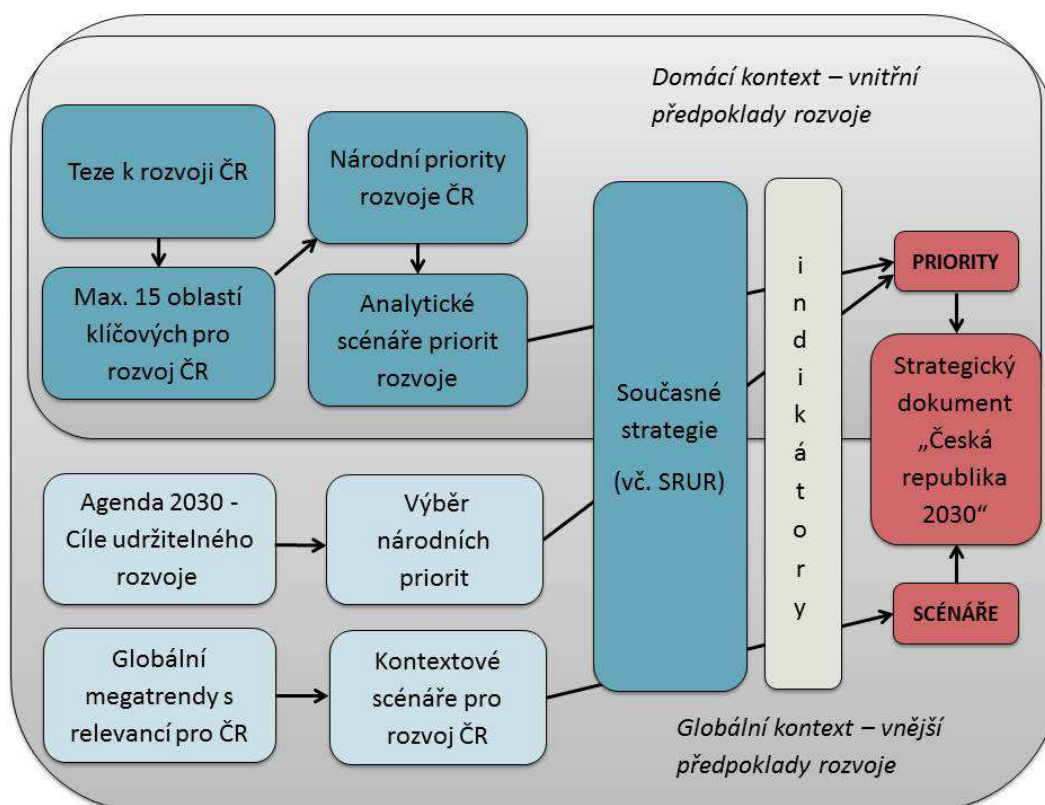 Domácí kontext – vnitřní
předpoklady rozvoje
Teze k rozvoji ČR
Národní priority
rozvoje ČR
Max. 15 oblastí
klíčových pro
rozvoj ČR
Analytické
scénáře priorit
rozvoje
Současné
strategie
(vč. SRUR)
i
n
d
i
k
á
t
o
r
y
PRIORITY
Strategický
dokument
„Česká
republika
2030“
SCÉNÁŘE
Agenda 2030 -
Cíle udržitelného
rozvoje
Výběr
národních
priorit
Globální
megatrendy s
relevancí pro ČR
Kontextové
scénáře pro
rozvoj ČR
Globální kontext – vnější
předpoklady rozvoje